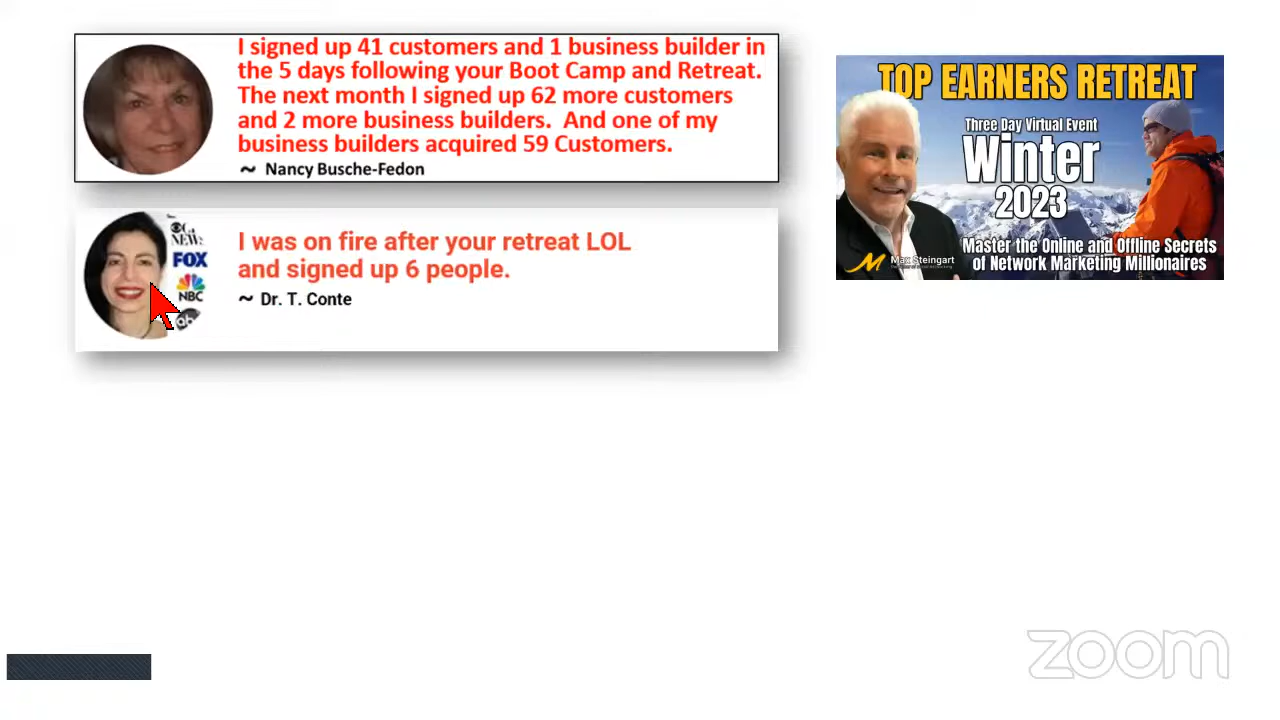 I signed up 41 customers and 1 business builder in
the 5 days following your Boot Camp and Retreat.
The next month I signed up 62 more customers
and 2 more business builders.  And one of my
business builders acquired 59 Customers.
~ Nancy Busche-Fedon
NEWS
FOX
NBC
abc
I was on fire after your retreat LOL
and signed up 6 people.
~ Dr. T. Conte
TOP EARNERS RETREAT
Three Day Virtual Event
Winter
2023
Master the Online and Offline Secrets
of Network Marketing Millionaires
Max Steingart
zoom